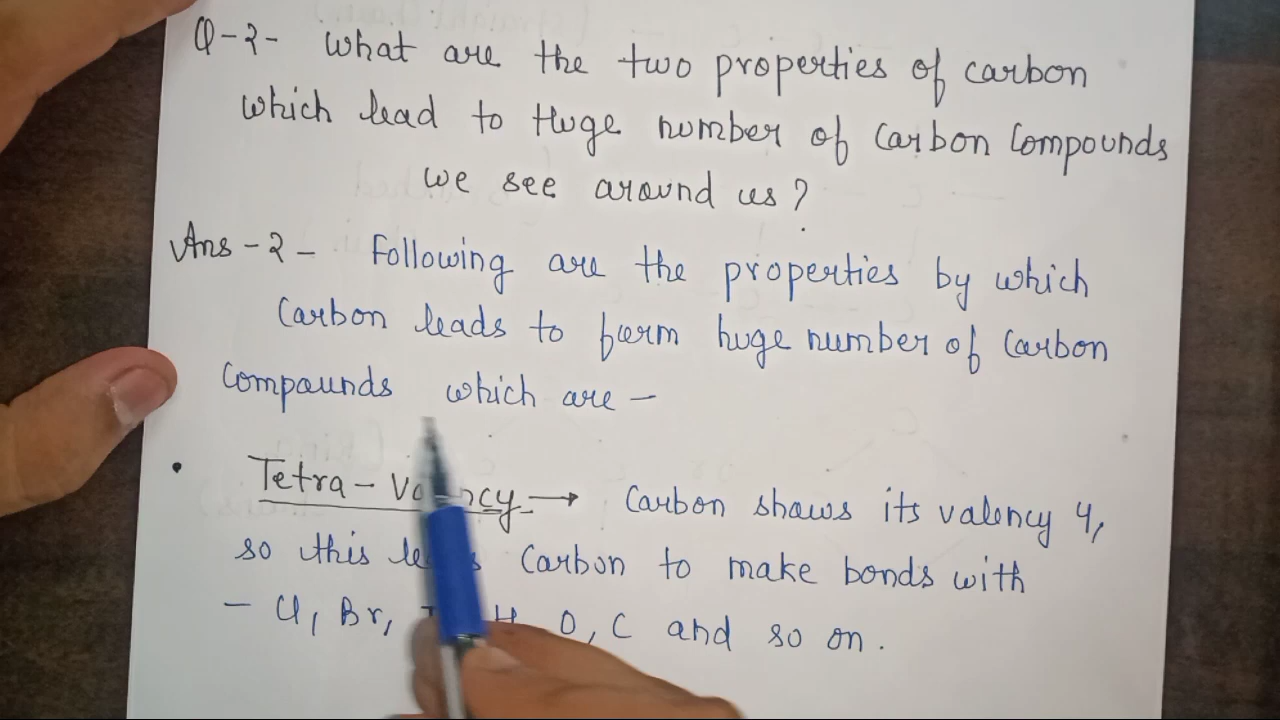 Q-2- What are the two properties of carbon
which lead to Huge number of Carbon Compounds
we see around us?
Ans-2- Following are the properties by which
Carbon leads to form huge number of Carbon
Compounds which are -
• Tetra- → Carbon shows its valency 4,
so this Carbon to make bonds with
- Cl, Br, H, O, C and so on.